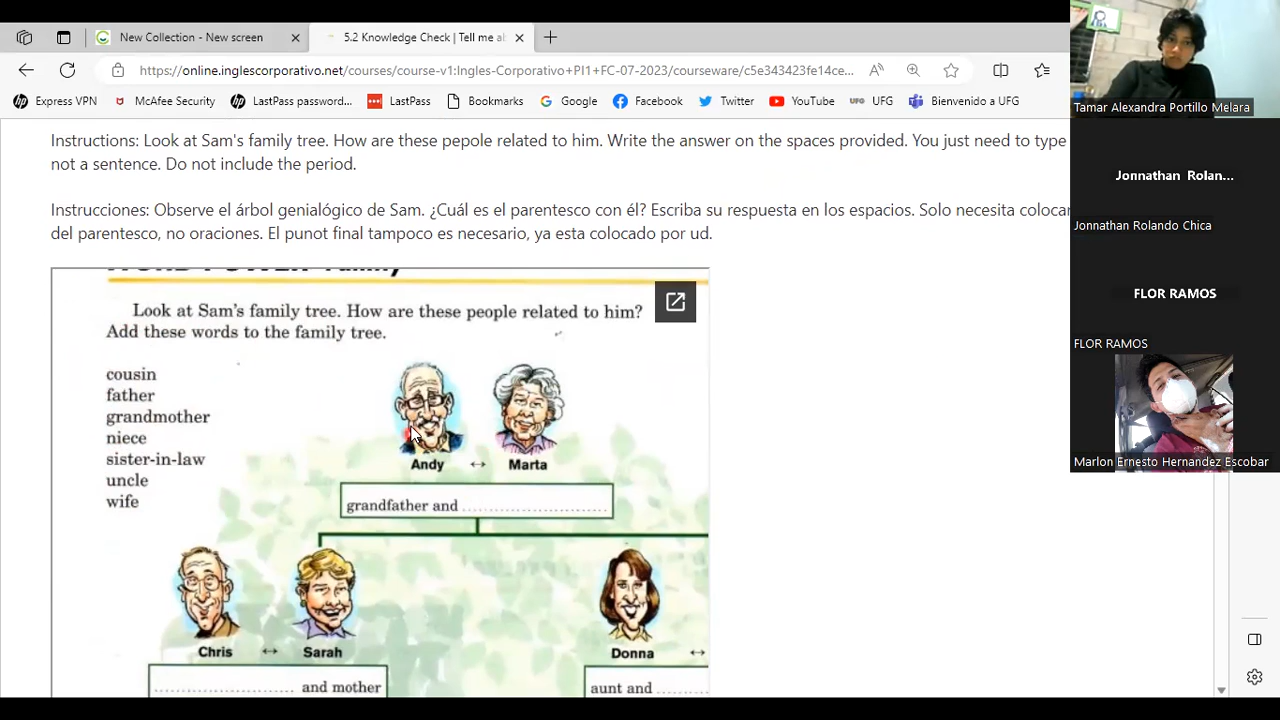 New Collection - New screen
5.2 Knowledge Check | Tell me a
https://online.inglescorporativo.net/courses/course-v1:Ingles-Corporativo+PI1+FC-07-2023/courseware/c5e343423fe14ce...
Express VPN McAfee Security LastPass password... LastPass Bookmarks Google Facebook Twitter YouTube UFG UFG Bienvenido a UFG
Instructions: Look at Sam's family tree. How are these pepole related to him. Write the answer on the spaces provided. You just need to type
not a sentence. Do not include the period.
Instrucciones: Observe el árbol genialógico de Sam. ¿Cuál es el parentesco con él? Escriba su respuesta en los espacios. Solo necesita colocar
del parentesco, no oraciones. El punot final tampoco es necesario, ya esta colocado por ud.
Look at Sam's family tree. How are these people related to him?
Add these words to the family tree.
cousin
father
grandmother
niece
sister-in-law
uncle
wife
Andy Marta
grandfather and ..............................
Chris Sarah
Donna
.............................. and mother
aunt and ...........
Tamar Alexandra Portillo Melara
Jonnathan Rolan...
Jonnathan Rolando Chica
FLOR RAMOS
FLOR RAMOS
Marlon Ernesto Hernandez Escobar